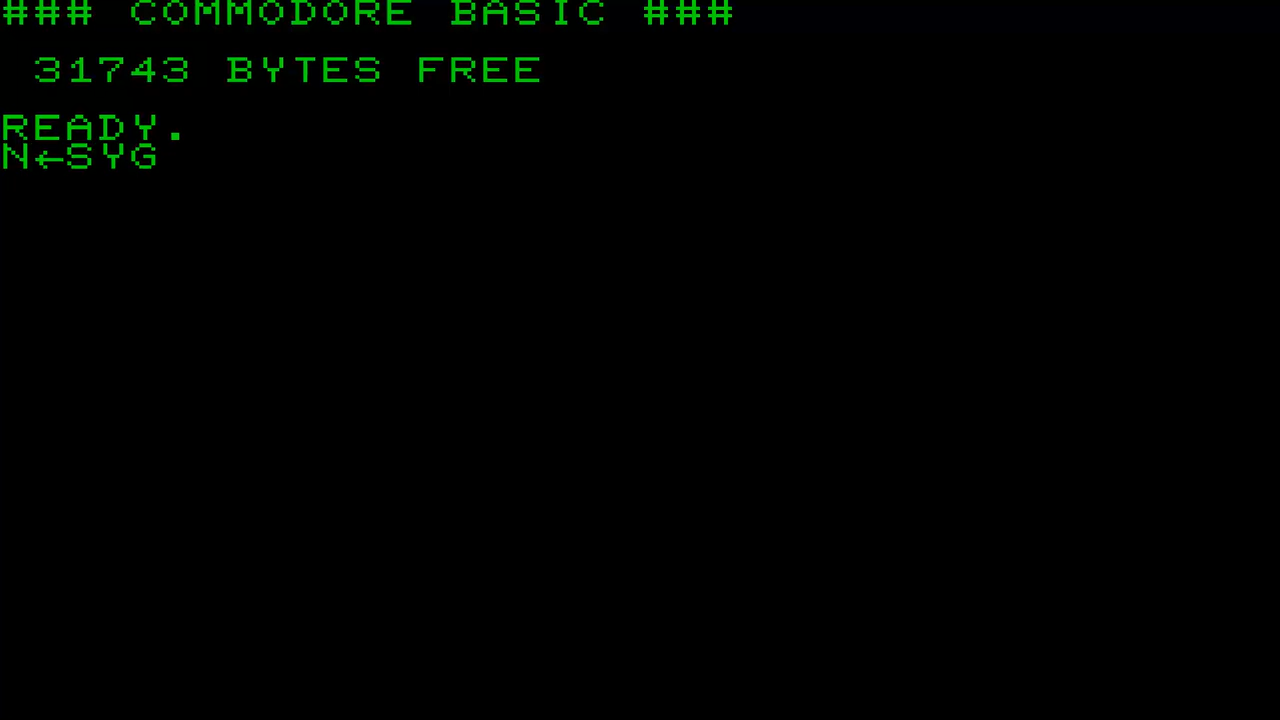 ### COMMODORE BASIC ###
31743 BYTES FREE
READY.
N←SYG